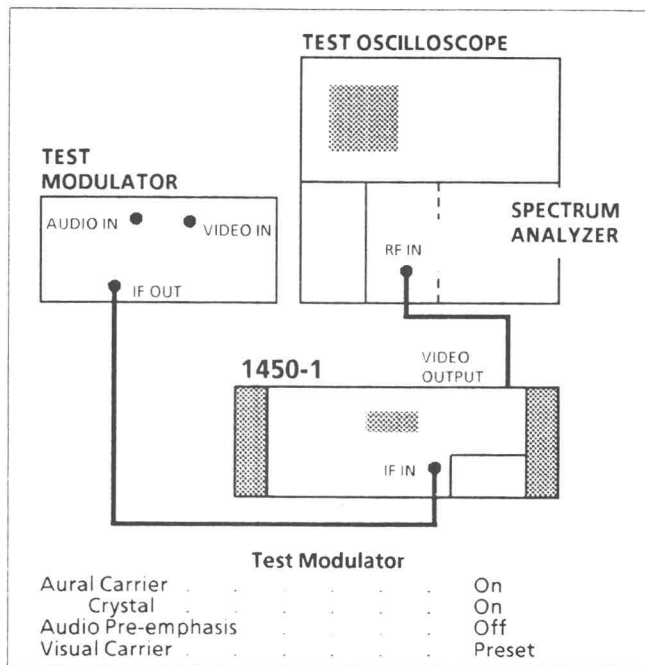 TEST OSCILLOSCOPE
TEST
MODULATOR
AUDIO IN
VIDEO IN
SPECTRUM
ANALYZER
RF IN
IF OUT
1450-1
VIDEO
OUTPUT
IF IN
Test Modulator
Aural Carrier . . . . . . On
Crystal . . . . . . On
Audio Pre-emphasis . . . . Off
Visual Carrier . . . . . . Preset